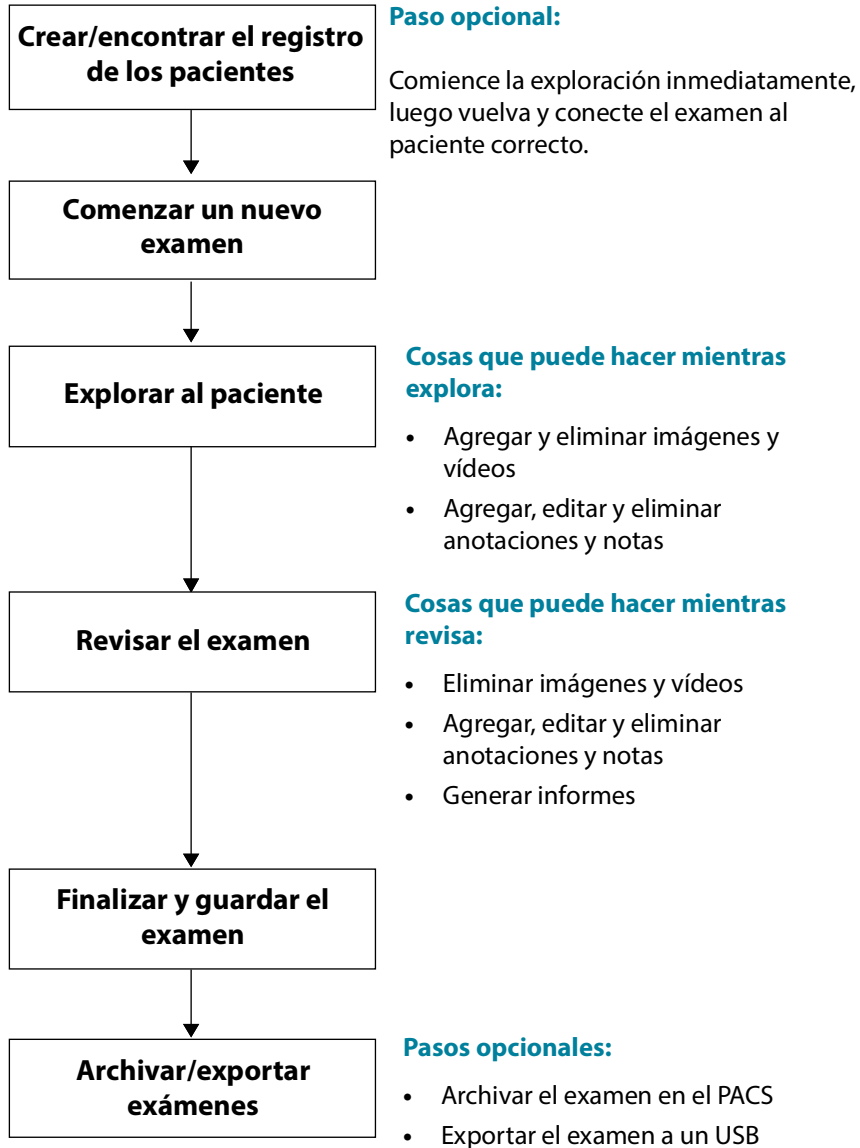 Crear/encontrar el registro
de los pacientes
Paso opcional:
Comience la exploración inmediatamente,
luego vuelva y conecte el examen al
paciente correcto.
Comenzar un nuevo
examen
Explorar al paciente
Cosas que puede hacer mientras
explora:
• Agregar y eliminar imágenes y
vídeos
• Agregar, editar y eliminar
anotaciones y notas
Revisar el examen
Cosas que puede hacer mientras
revisa:
• Eliminar imágenes y vídeos
• Agregar, editar y eliminar
anotaciones y notas
• Generar informes
Finalizar y guardar el
examen
Archivar/exportar
exámenes
Pasos opcionales:
• Archivar el examen en el PACS
• Exportar el examen a un USB